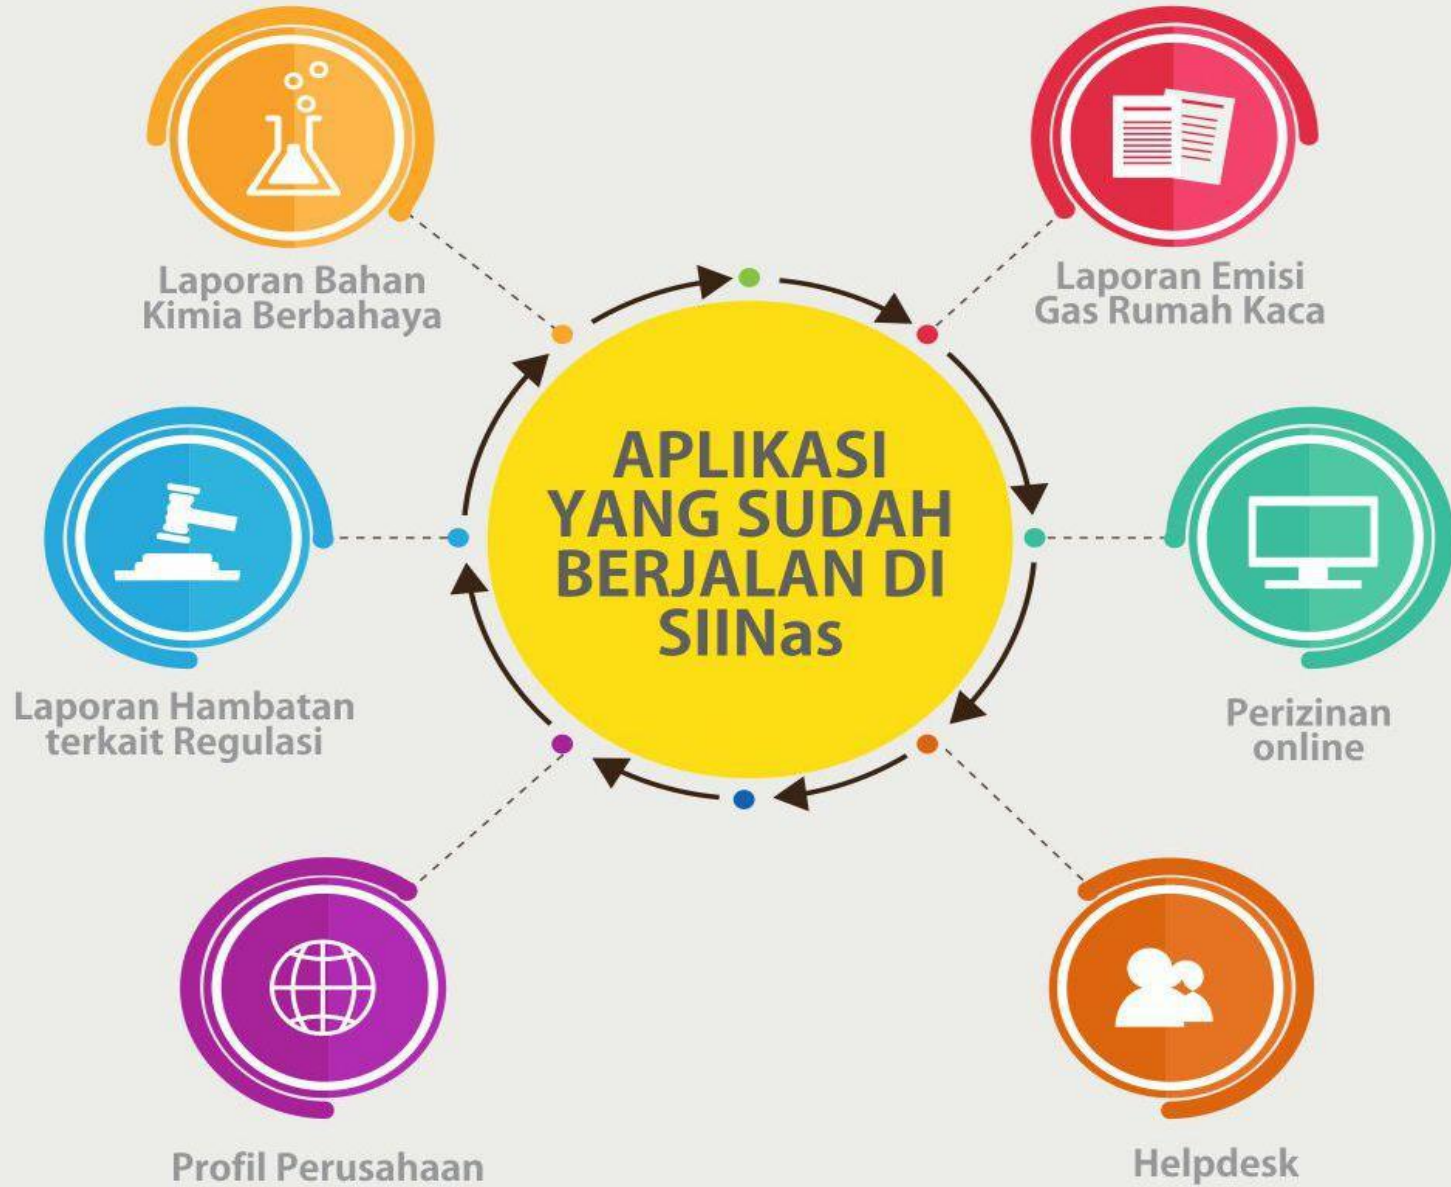 Laporan Bahan
Kimia Berbahaya
Laporan Emisi
Gas Rumah Kaca
APLIKASI
YANG SUDAH
BERJALAN DI
SIINas
Laporan Hambatan
terkait Regulasi
Perizinan
online
Profil Perusahaan
Helpdesk